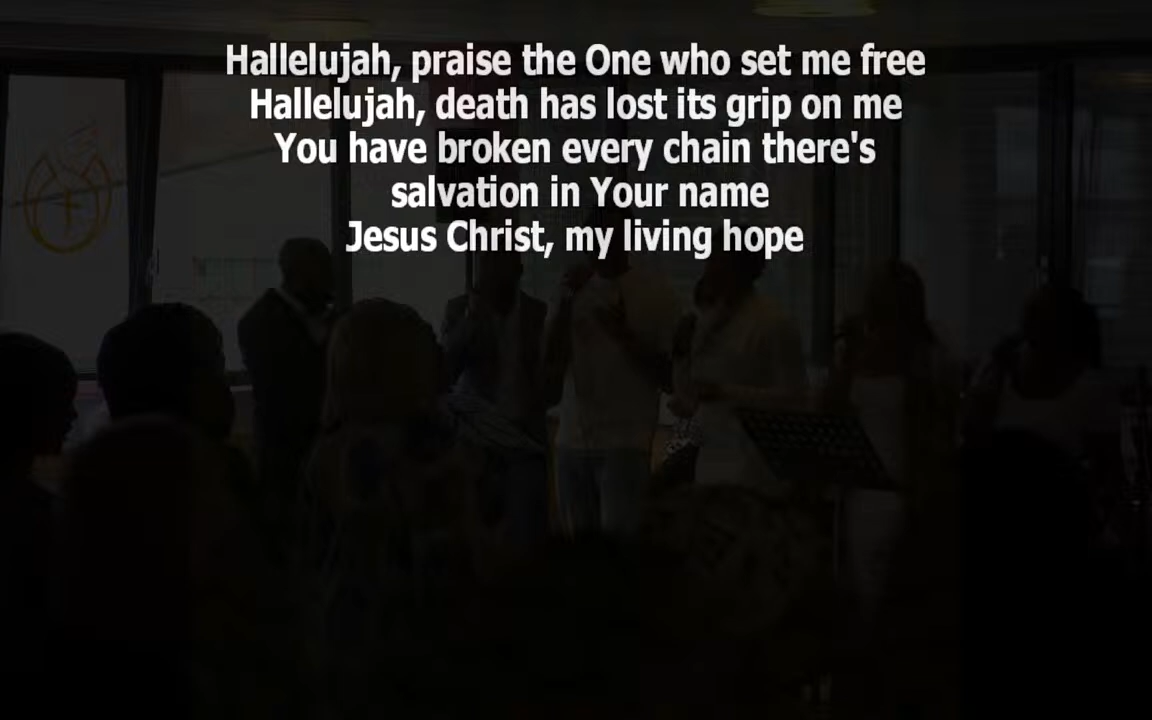 Hallelujah, praise the One who set me free
Hallelujah, death has lost its grip on me
You have broken every chain there's
salvation in Your name
Jesus Christ, my living hope